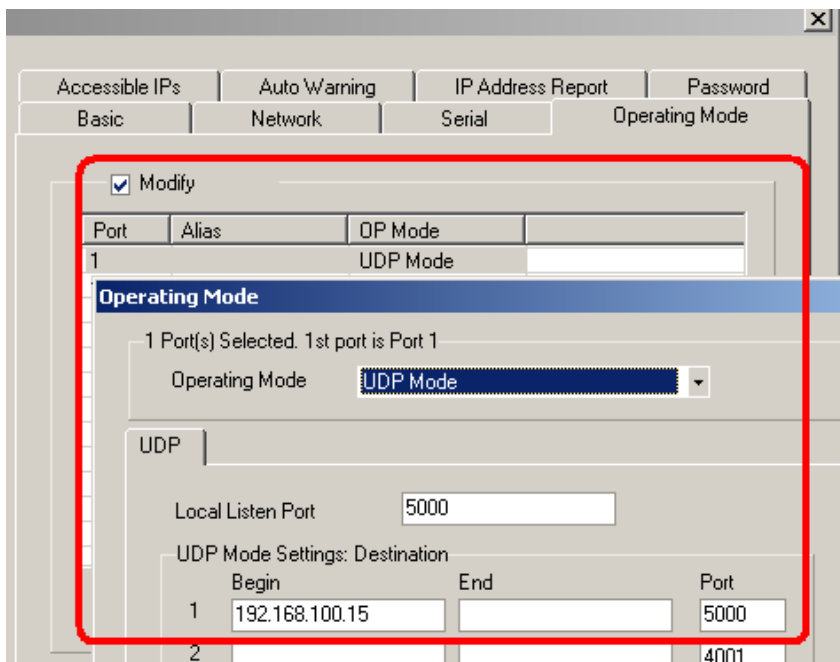 Accessible IPs Auto Warning IP Address Report Password
Basic Network Serial Operating Mode
Modify
Port Alias OP Mode
1 UDP Mode
Operating Mode
1 Port(s) Selected. 1st port is Port 1
Operating Mode UDP Mode
UDP
Local Listen Port 5000
UDP Mode Settings: Destination
Begin End Port
1 192.168.100.15 5000
2 4001